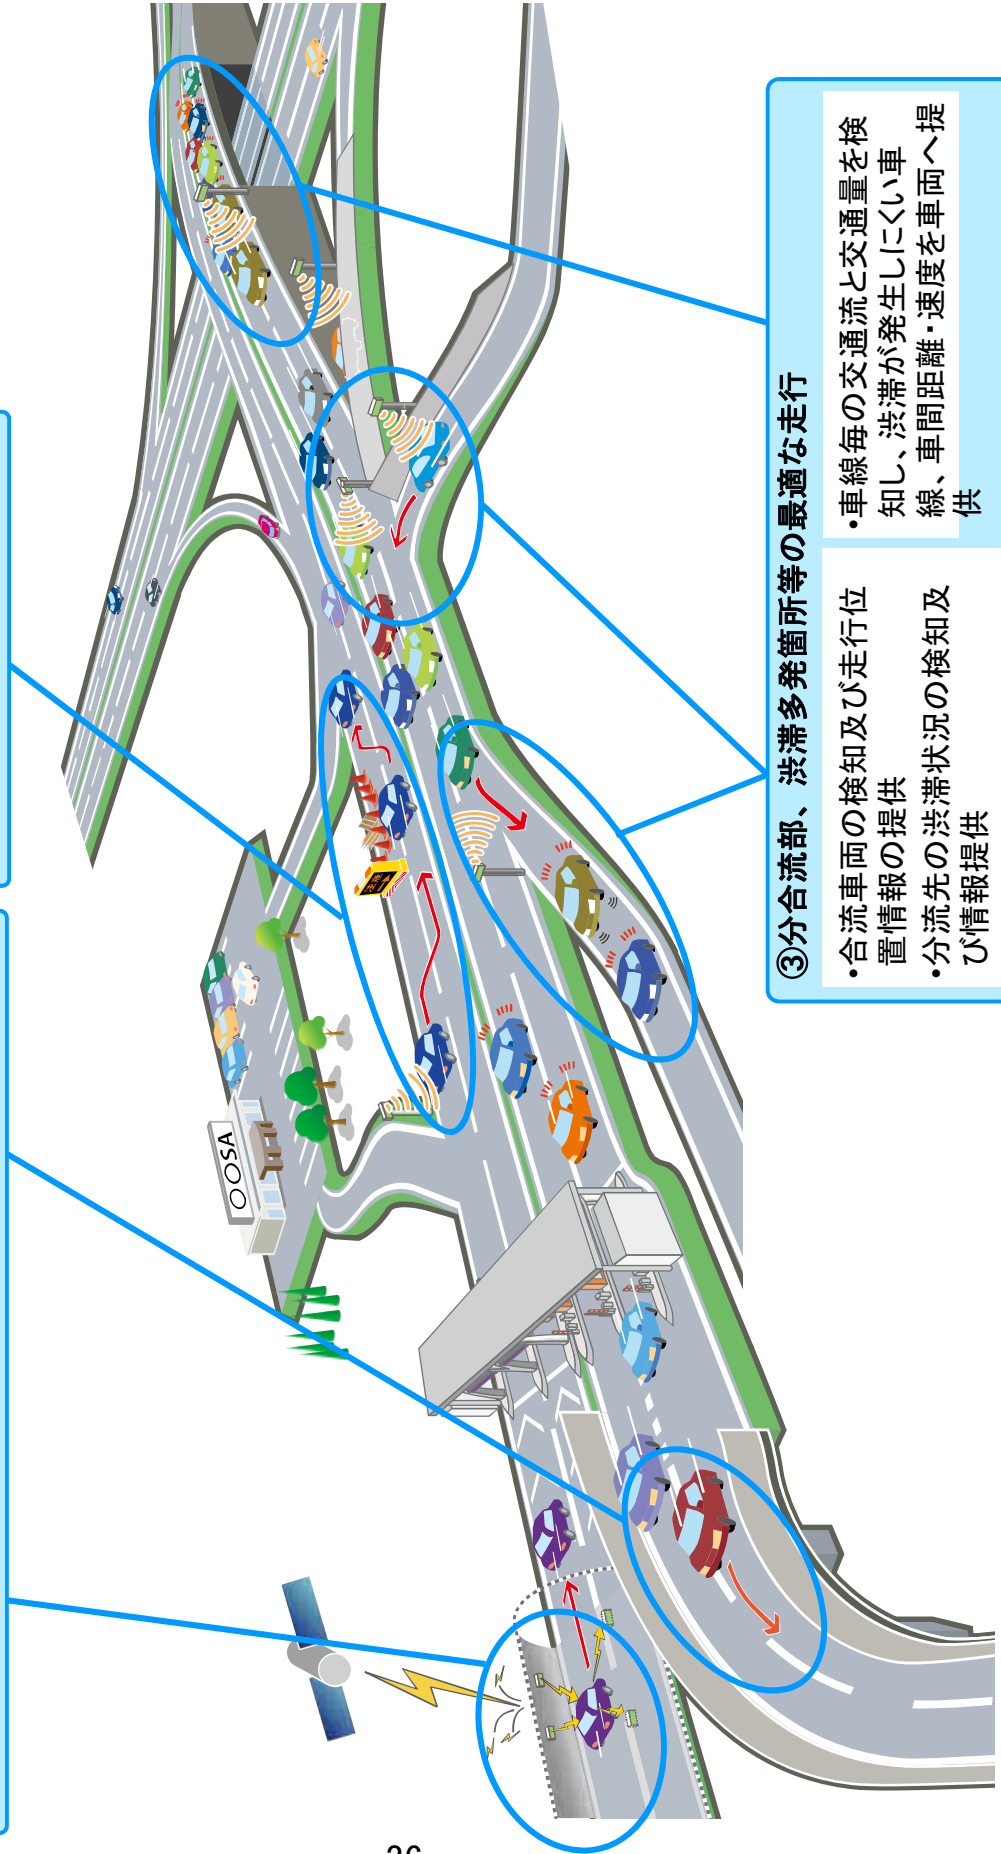 ③分合流部、渋滞多発箇所等の最適な走行
・合流車両の検知及び走行位
置情報の提供
・分流先の渋滞状況の検知及
び情報提供
・車線毎の交通流と交通量を検
知し、渋滞が発生しにくい車
線、車間距離・速度を車両へ提
供
○○SA